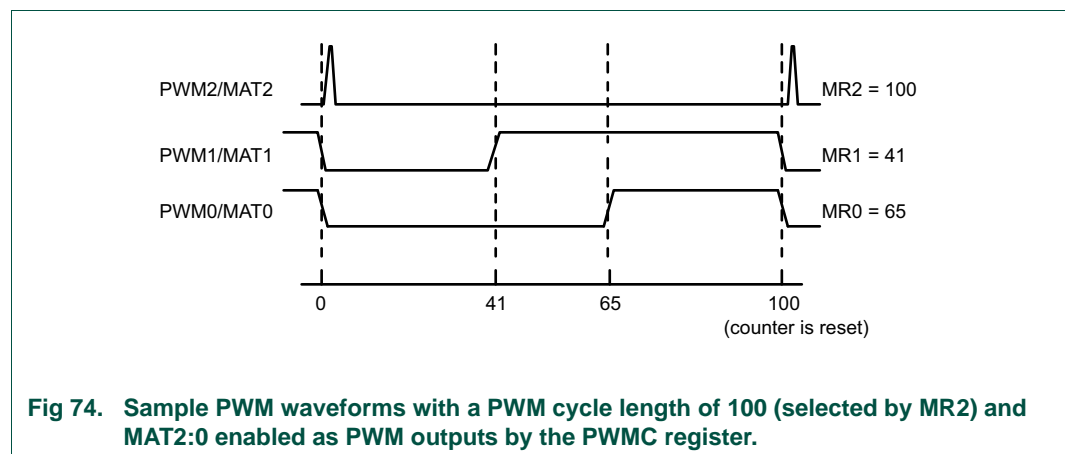 PWM2/MAT2 MR2 = 100
PWM1/MAT1 MR1 = 41
PWM0/MAT0 MR0 = 65
0 41 65 100
(counter is reset)
Fig 74. Sample PWM waveforms with a PWM cycle length of 100 (selected by MR2) and
MAT2:0 enabled as PWM outputs by the PWMC register.